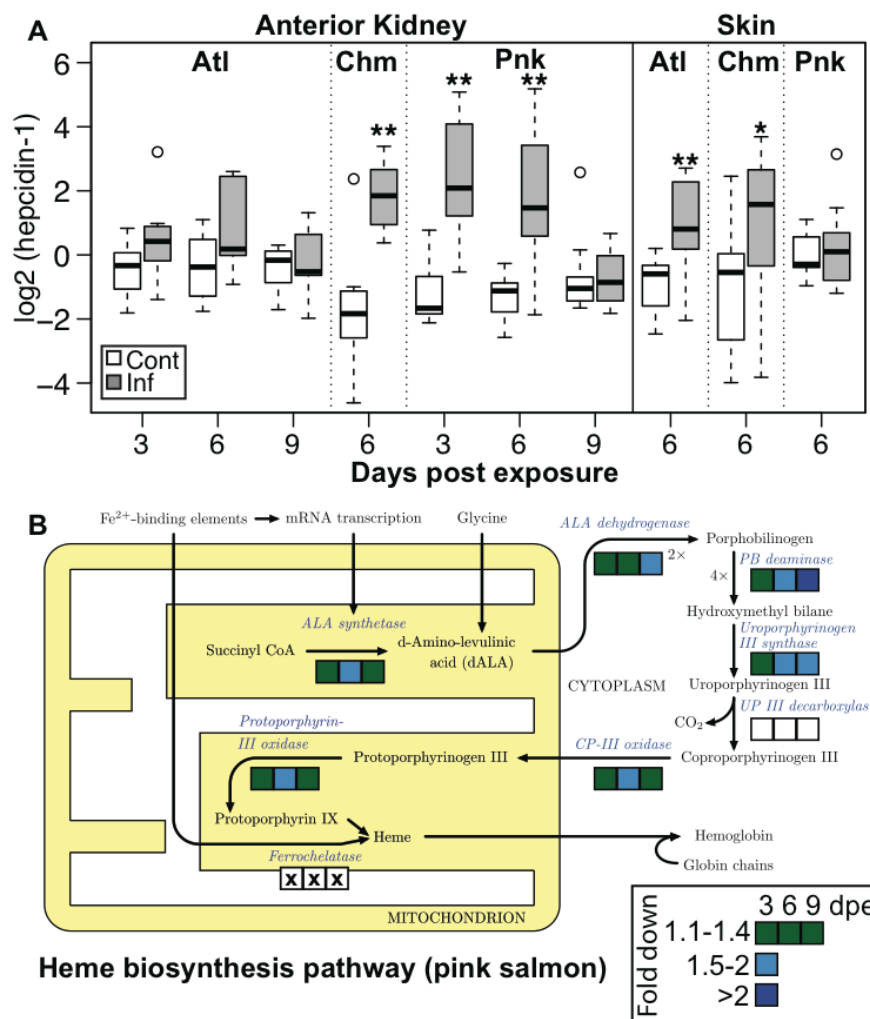 A
Anterior Kidney
Skin
Atl
Chm
Pnk
Atl
Chm
Pnk
**
**
**
**
*
log2 (hepcidin-1)
6
4
2
0
−2
−4
Cont
Inf
3
6
9
6
3
6
9
6
6
6
Days post exposure
B
Fe2+-binding elements
mRNA transcription
Glycine
ALA dehydrogenase
2×
Porphobilinogen
4×
PB deaminase
Hydroxymethyl bilane
ALA synthetase
Succinyl CoA
d-Amino-levulinic
acid (dALA)
Uroporphyrinogen
III synthase
CYTOPLASM
Uroporphyrinogen III
CO2
UP III decarboxylas
Protoporphyrin-
III oxidase
Protoporphyrinogen III
CP-III oxidase
Coproporphyrinogen III
Protoporphyrin IX
Heme
Hemoglobin
Ferrochelatase
Globin chains
x x x
MITOCHONDRION
Heme biosynthesis pathway (pink salmon)
Fold down
3 6 9 dpe
1.1-1.4
1.5-2
>2